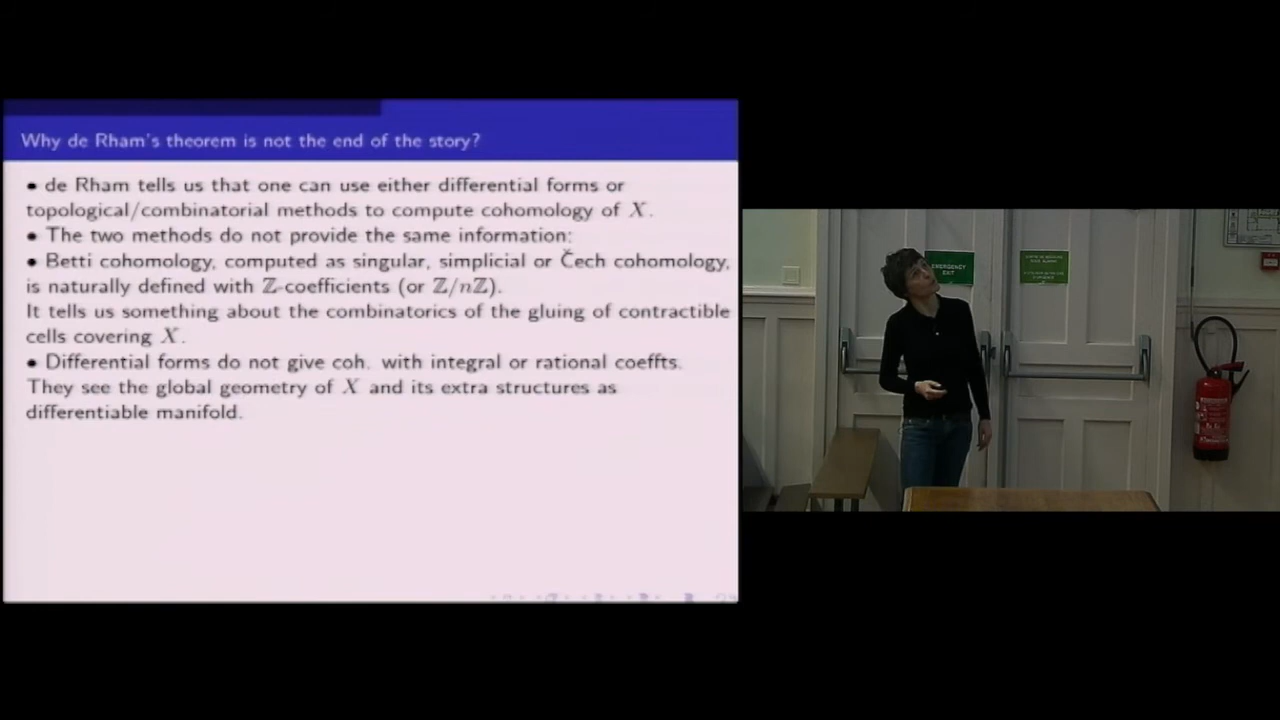 Why de Rham's theorem is not the end of the story?
• de Rham tells us that one can use either differential forms or
topological/combinatorial methods to compute cohomology of X.
• The two methods do not provide the same information:
• Betti cohomology, computed as singular, simplicial or Čech cohomology,
is naturally defined with ℤ-coefficients (or ℤ/nℤ).
It tells us something about the combinatorics of the gluing of contractible
cells covering X.
• Differential forms do not give coh. with integral or rational coeffts.
They see the global geometry of X and its extra structures as
differentiable manifold.
EMERGENCY
EXIT